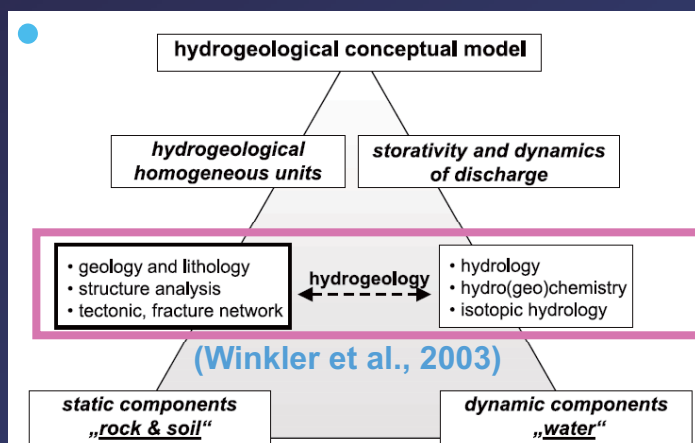 hydrogeological conceptual model
hydrogeological
homogeneous units
storativity and dynamics
of discharge
• geology and lithology
• structure analysis
• tectonic, fracture network
hydrogeology
• hydrology
• hydro(geo)chemistry
• isotopic hydrology
(Winkler et al., 2003)
static components
„rock & soil“
dynamic components
„water“